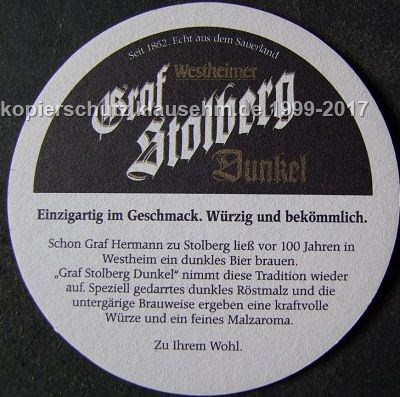 Seit 1862. Echt aus dem Sauerland
Westheimer
Graf
kopierschutz.klausehm.de 1999-2017
Stolberg
Dunkel
Einzigartig im Geschmack. Würzig und bekömmlich.
Schon Graf Hermann zu Stolberg ließ vor 100 Jahren in
Westheim ein dunkles Bier brauen.
„Graf Stolberg Dunkel" nimmt diese Tradition wieder
auf. Speziell gedarrtes dunkles Röstmalz und die
untergärige Brauweise ergeben eine kraftvolle
Würze und ein feines Malzaroma.
Zu Ihrem Wohl.